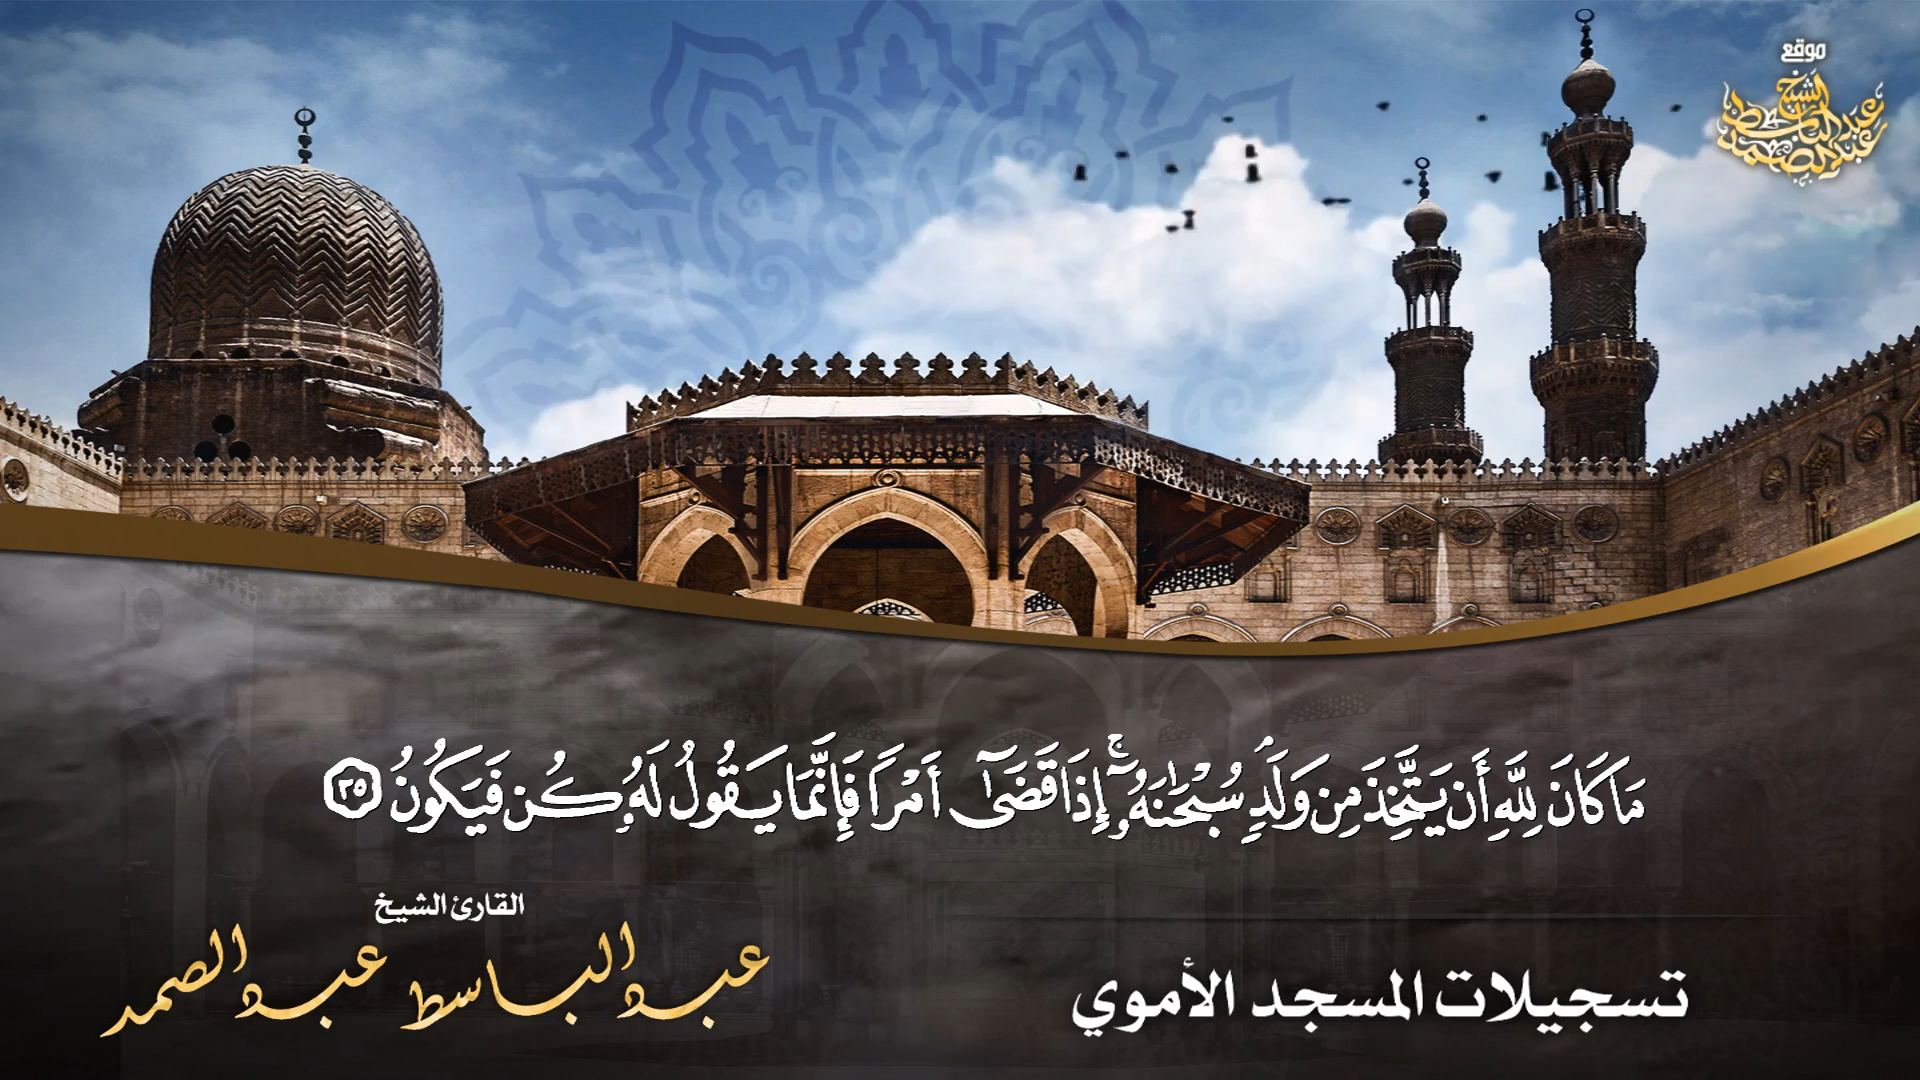 موقع
الشيخ
عبد الباسط
عبد الصمد
مَا كَانَ لِلَّهِ أَن يَتَّخِذَ مِن وَلَدٍۖ سُبۡحَٰنَهُۥٓۚ إِذَا قَضَىٰٓ أَمۡرٗا فَإِنَّمَا يَقُولُ لَهُۥ كُن فَيَكُونُ ٣٥
القارئ الشيخ
عبد الباسط عبد الصمد
تسجيلات المسجد الأموي